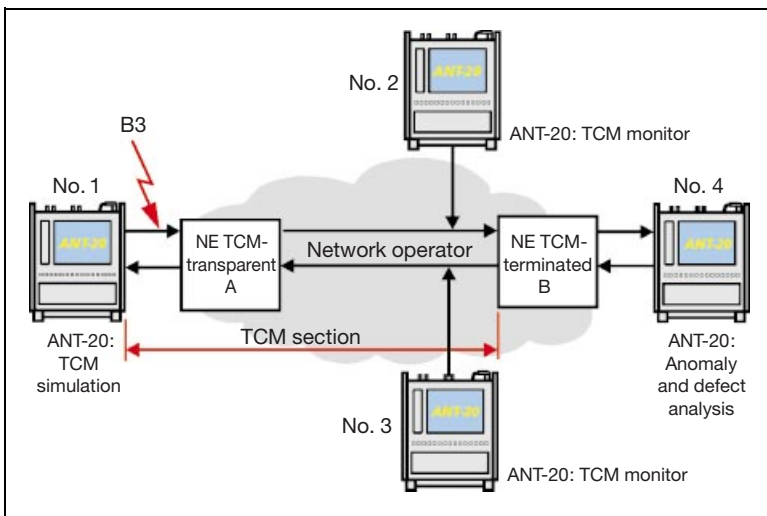 No. 2
ANT-20
ANT-20: TCM monitor
B3
No. 1
ANT-20
NE TCM-
transparent
A
Network operator
NE TCM-
terminated
B
No. 4
ANT-20
TCM section
ANT-20:
TCM
simulation
ANT-20:
Anomaly
and defect
analysis
No. 3
ANT-20
ANT-20: TCM monitor